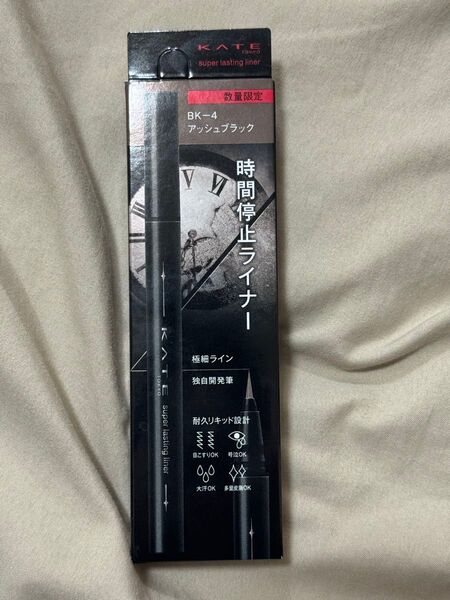 KATE
TOKYO
super lasting liner
数量限定
BK-4
アッシュブラック
時間停止ライナー
極細ライン
独自開発筆
耐久リキッド設計
目こすりOK
号泣OK
大汗OK
多量皮脂OK
KATE
TOKYO
super lasting liner